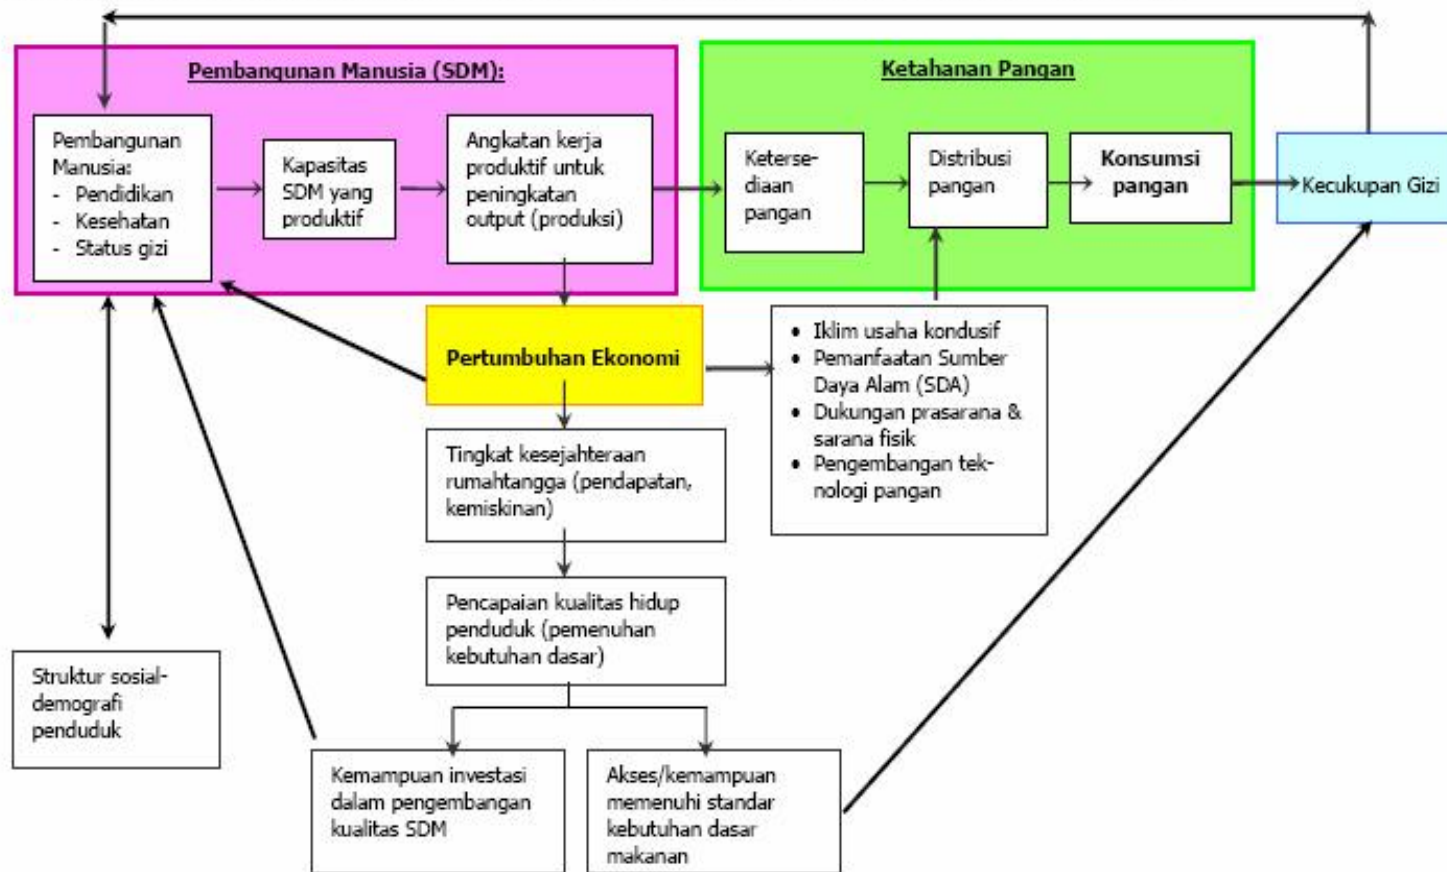 Pembangunan Manusia (SDM):
Pembangunan
Manusia:
- Pendidikan
- Kesehatan
- Status gizi
Kapasitas
SDM yang
produktif
Angkatan kerja
produktif untuk
peningkatan
output (produksi)
Ketahanan Pangan
Keterse-
diaan
pangan
Distribusi
pangan
Konsumsi
pangan
Kecukupan Gizi
Pertumbuhan Ekonomi
• Iklim usaha kondusif
• Pemanfaatan Sumber
Daya Alam (SDA)
• Dukungan prasarana &
sarana fisik
• Pengembangan tek-
nologi pangan
Tingkat kesejahteraan
rumahtangga (pendapatan,
kemiskinan)
Pencapaian kualitas hidup
penduduk (pemenuhan
kebutuhan dasar)
Struktur sosial-
demografi
penduduk
Kemampuan investasi
dalam pengembangan
kualitas SDM
Akses/kemampuan
memenuhi standar
kebutuhan dasar
makanan